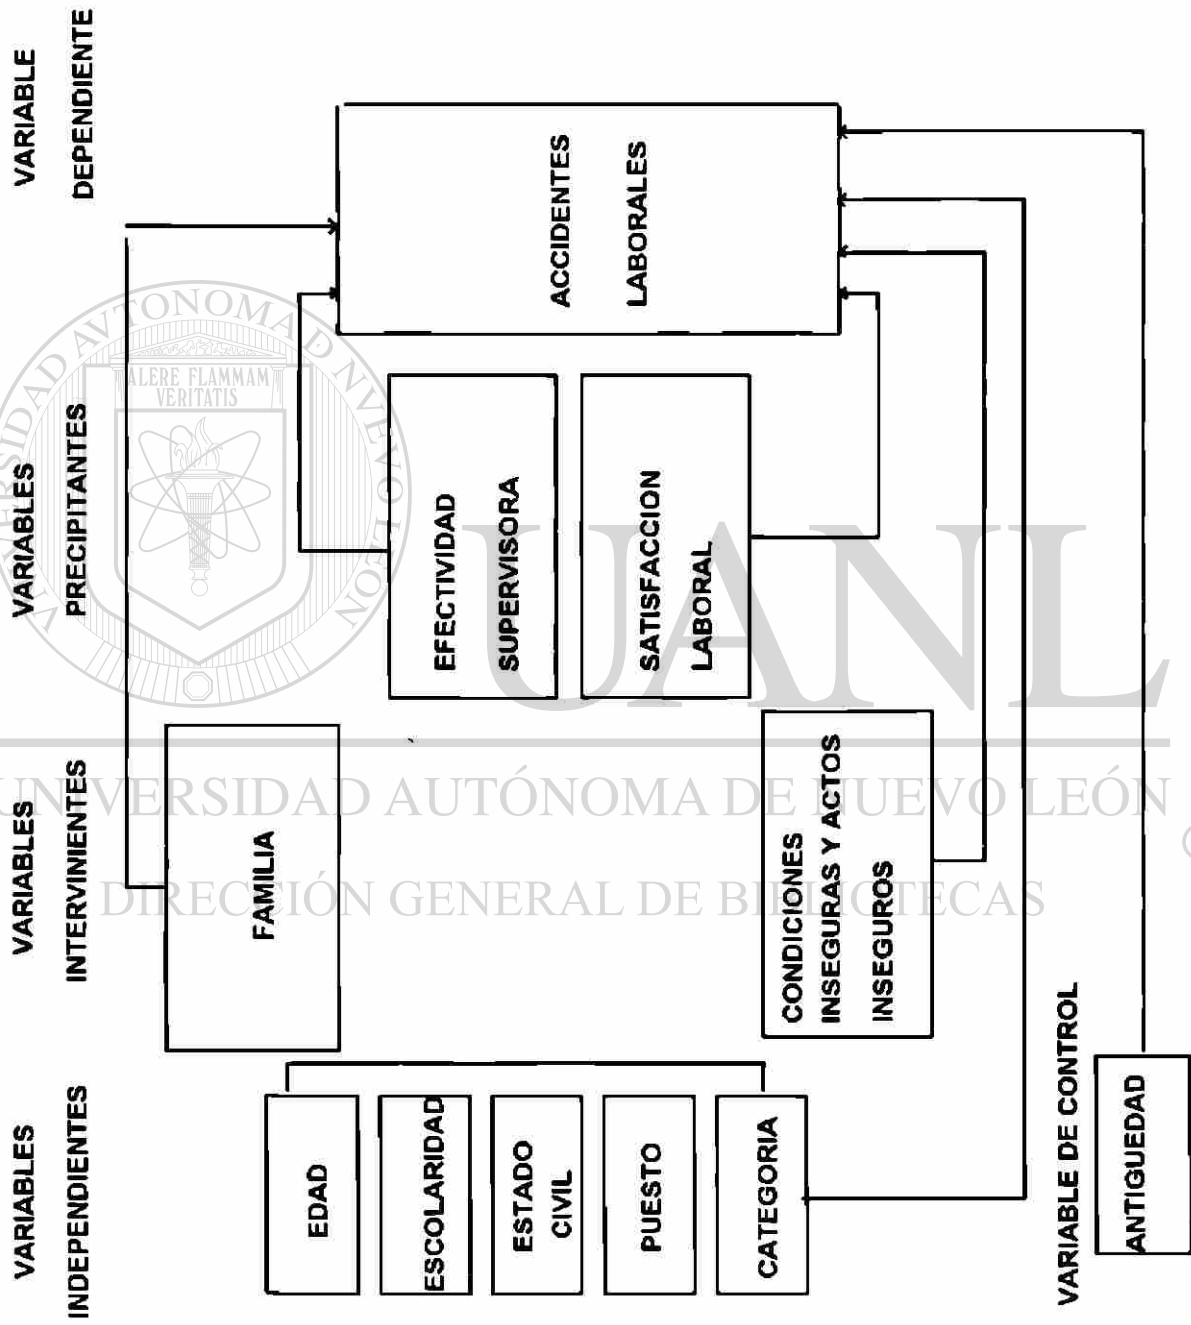 VARIABLES
INDEPENDIENTES
VARIABLES
INTERVINIENTES
VARIABLES
PRECIPITANTES
VARIABLE
DEPENDIENTE
EDAD
ESCOLARIDAD
ESTADO
CIVIL
PUESTO
CATEGORIA
FAMILIA
CONDICIONES
INSEGURAS Y ACTOS
INSEGUROS
EFECTIVIDAD
SUPERVISORA
SATISFACCION
LABORAL
ACCIDENTES
LABORALES
VARIABLE DE CONTROL
ANTIGUEDAD
UANL
UNIVERSIDAD AUTÓNOMA DE NUEVO LEÓN
®
DIRECCIÓN GENERAL DE BIBLIOTECAS
ALERE FLAMMAM
VERITATIS